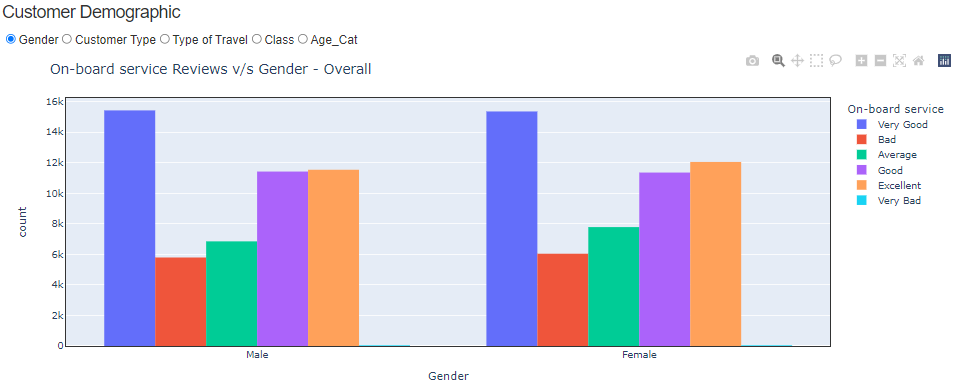 Customer Demographic
Gender Customer Type Type of Travel Class Age_Cat
On-board service Reviews v/s Gender - Overall
16k
14k
12k
10k
8k
6k
4k
2k
0
count
Male Female
Gender
On-board service
Very Good
Bad
Average
Good
Excellent
Very Bad